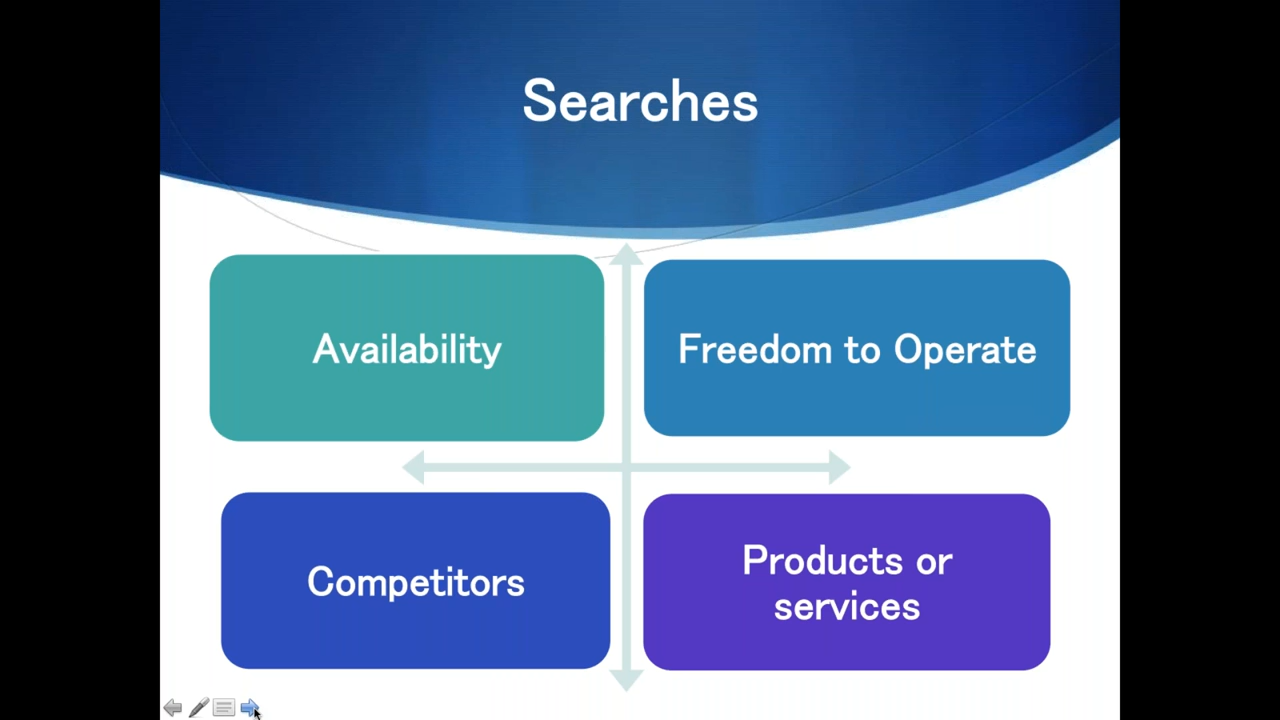 Searches
Availability
Freedom to Operate
Competitors
Products or
services